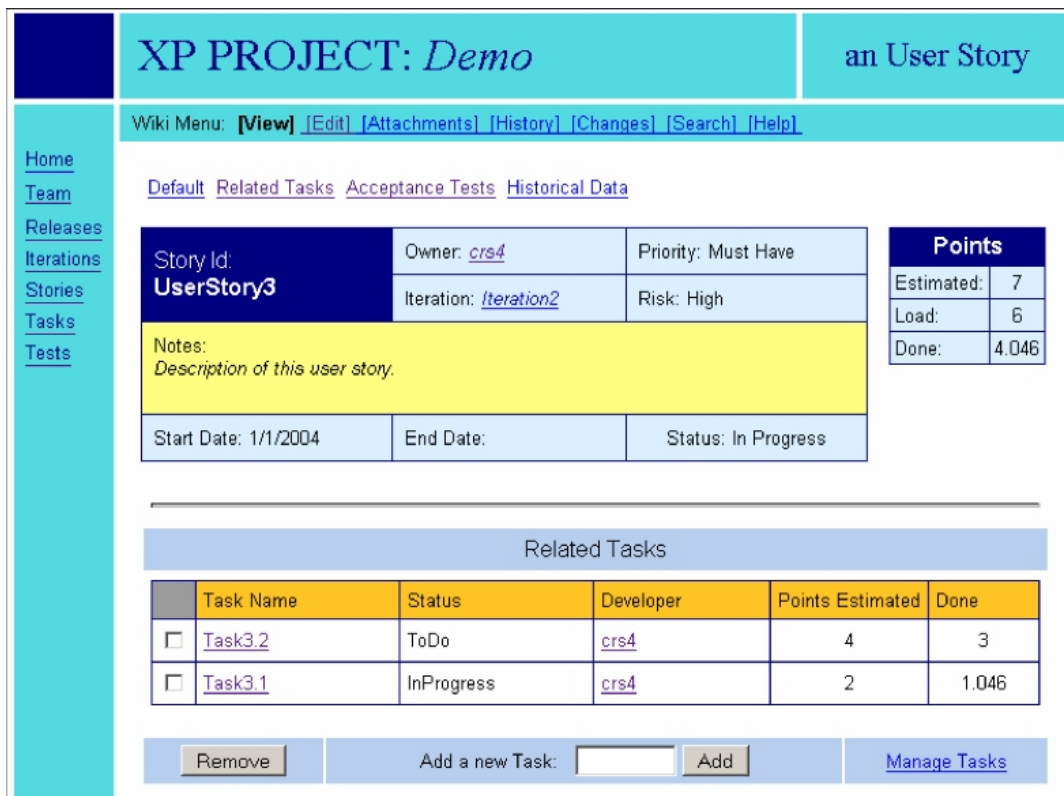 XP PROJECT: Demo
an User Story
Wiki Menu: [View] [Edit] [Attachments] [History] [Changes] [Search] [Help]
Home
Team
Releases
Iterations
Stories
Tasks
Tests
Default Related Tasks Acceptance Tests Historical Data
Story Id:
UserStory3
Owner: crs4
Priority: Must Have
Iteration: Iteration2
Risk: High
Notes:
Description of this user story.
Start Date: 1/1/2004
End Date:
Status: In Progress
Points
Estimated: 7
Load: 6
Done: 4.046
Related Tasks
Task Name Status Developer Points Estimated Done
Task3.2 ToDo crs4 4 3
Task3.1 InProgress crs4 2 1.046
Remove Add a new Task: Add Manage Tasks